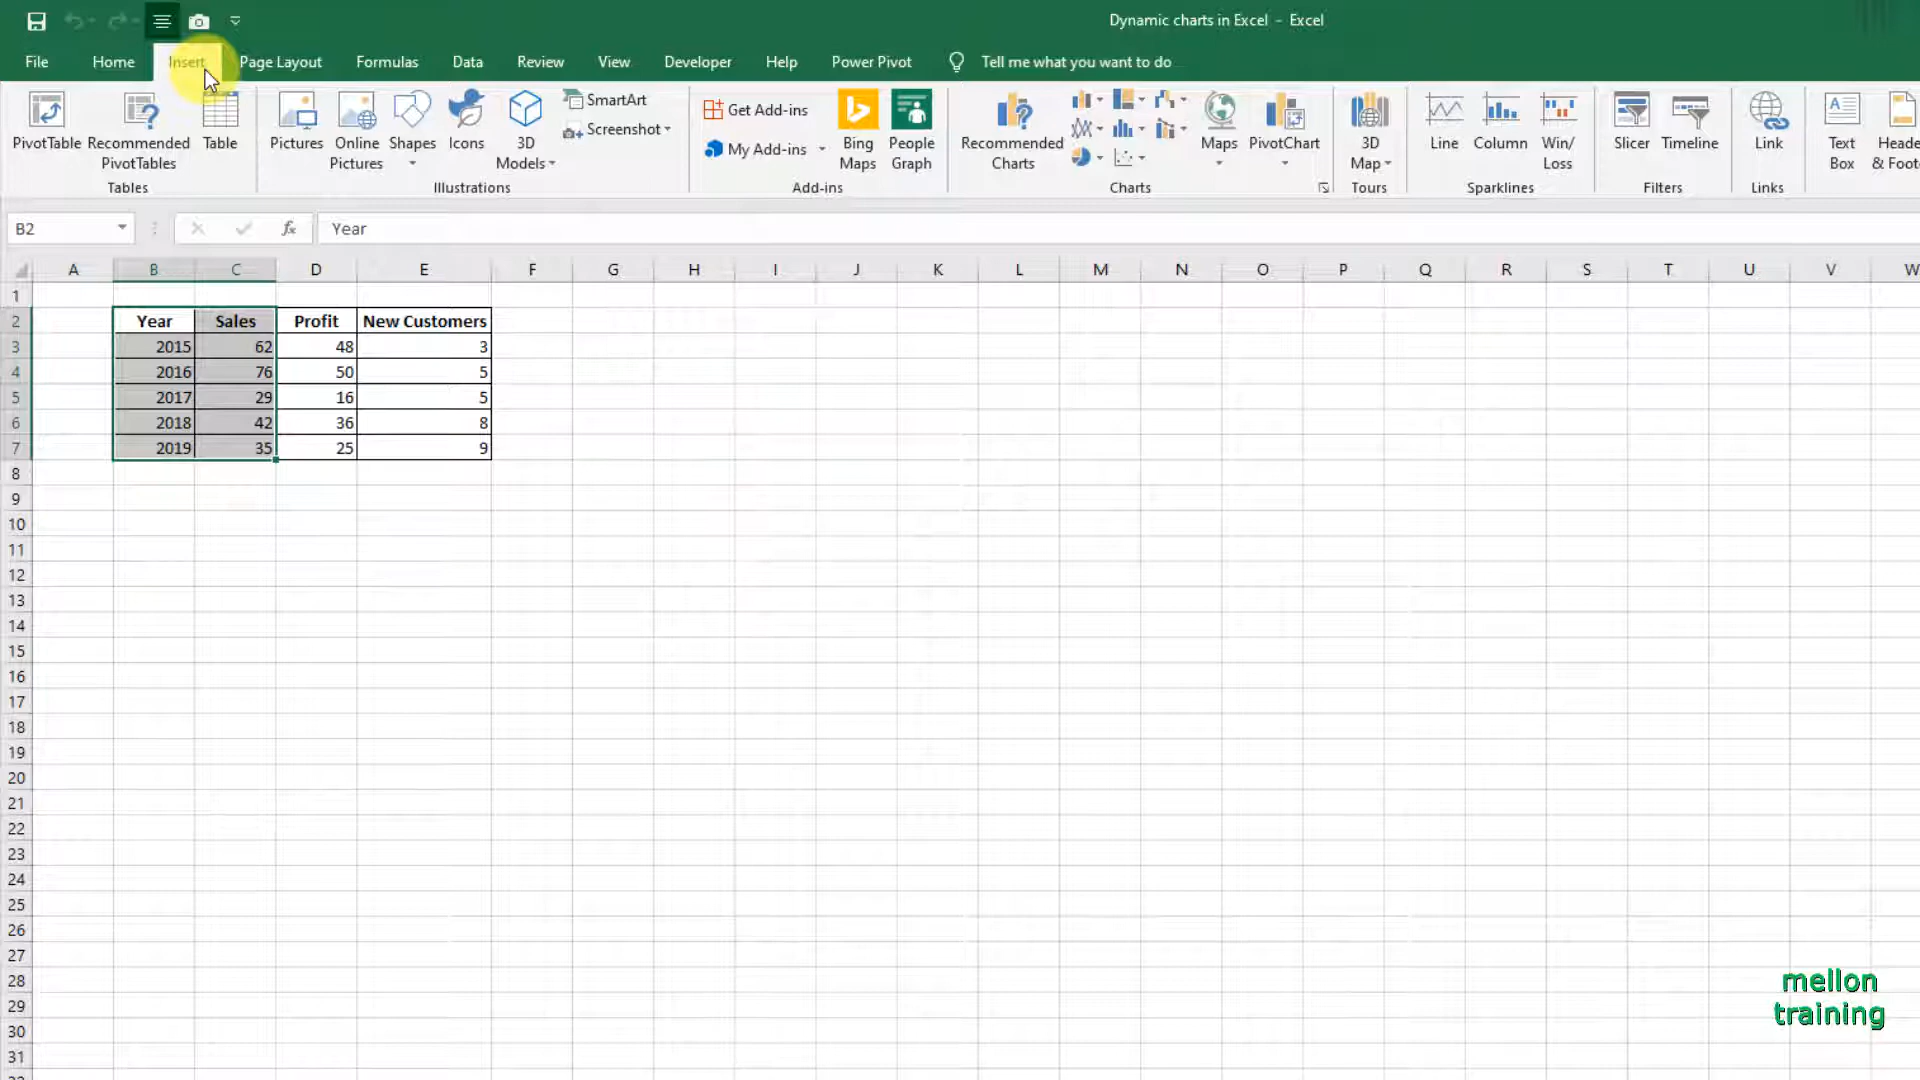 Dynamic charts in Excel - Excel
File Home Insert Page Layout Formulas Data Review View Developer Help Power Pivot Tell me what you want to do
PivotTable Recommended PivotTables Table Pictures Online Pictures Shapes Icons 3D Models SmartArt Screenshot Get Add-ins My Add-ins Bing Maps People Graph Recommended Charts Maps PivotChart 3D Map Line Column Win/Loss Slicer Timeline Link Text Box Heade & Foot
Tables Illustrations Add-ins Charts Tours Sparklines Filters Links
B2 fx Year
A B C D E F G H I J K L M N O P Q R S T U V W
1
2 Year Sales Profit New Customers
3 2015 62 48 3
4 2016 76 50 5
5 2017 29 16 5
6 2018 42 36 8
7 2019 35 25 9
8
9
10
11
12
13
14
15
16
17
18
19
20
21
22
23
24
25
26
27
28
29
30
31
mellon
training